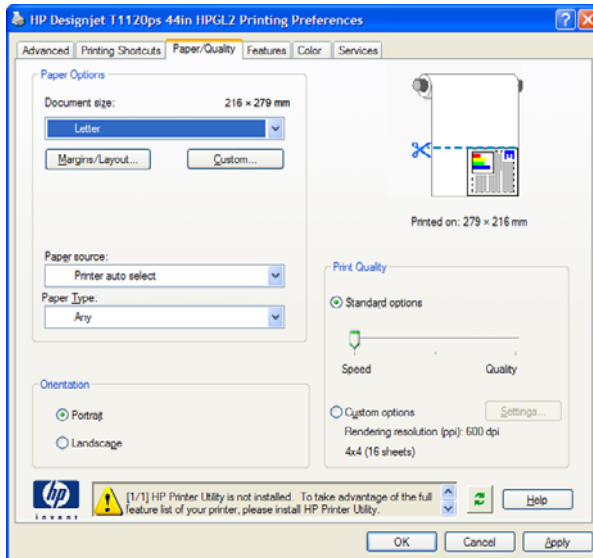 HP Designjet T1120ps 44in HPGL2 Printing Preferences
Advanced Printing Shortcuts Paper/Quality Features Color Services
Paper Options
Document size: 216 × 279 mm
Letter
Margins/Layout... Custom...
Printed on: 279 × 216 mm
Paper source:
Printer auto select
Paper Type:
Any
Print Quality
Standard options
Speed Quality
Custom options Settings...
Rendering resolution (ppi): 600 dpi
4x4 (16 sheets)
Orientation
Portrait
Landscape
hp
invent
[1/1] HP Printer Utility is not installed. To take advantage of the full
feature list of your printer, please install HP Printer Utility.
Help
OK Cancel Apply